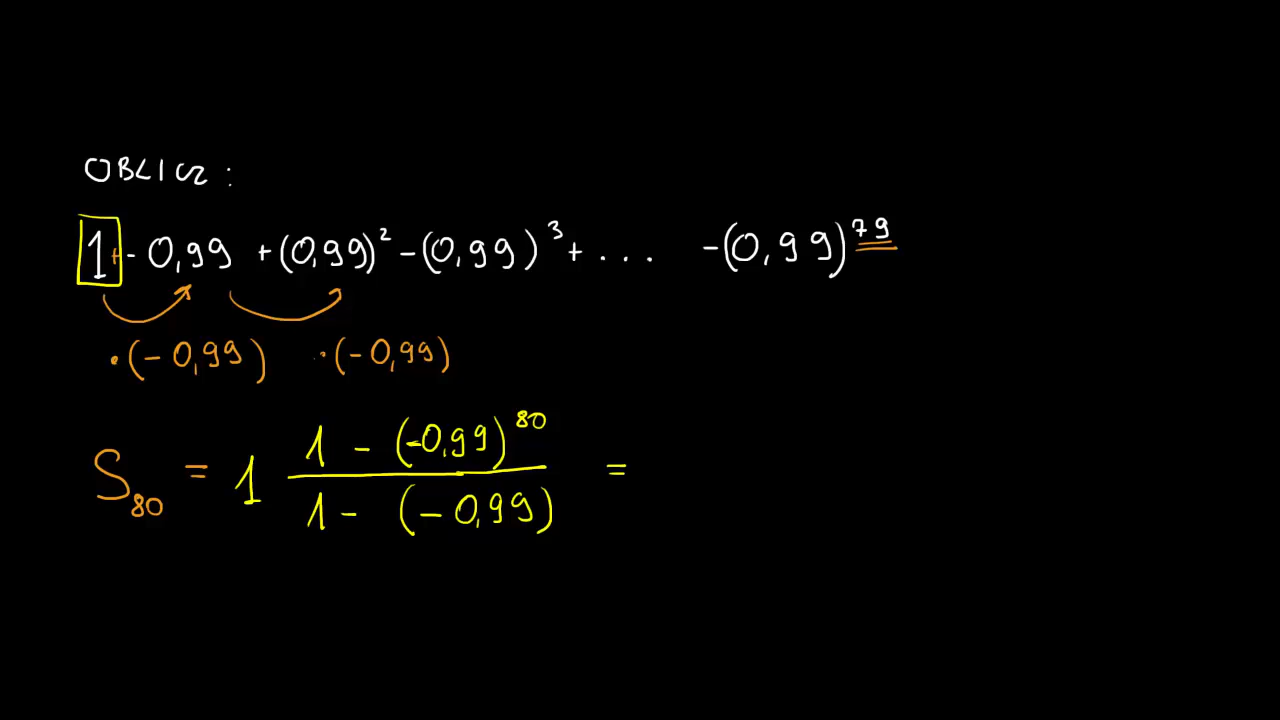 OBLICZ:
1 + - 0,99 + (0,99)² - (0,99)³ + ... - (0,99)⁷⁹
·(-0,99) ·(-0,99)
S₈₀ = 1 \frac{1 - (-0,99)^{80}}{1 - (-0,99)} =